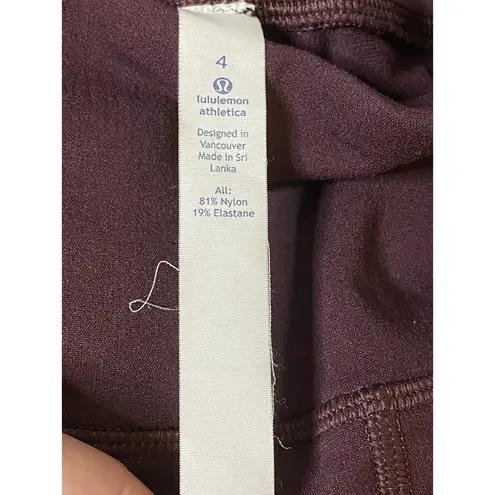 4
lululemon
athletica
Designed in
Vancouver
Made in Sri
Lanka
All:
81% Nylon
19% Elastane